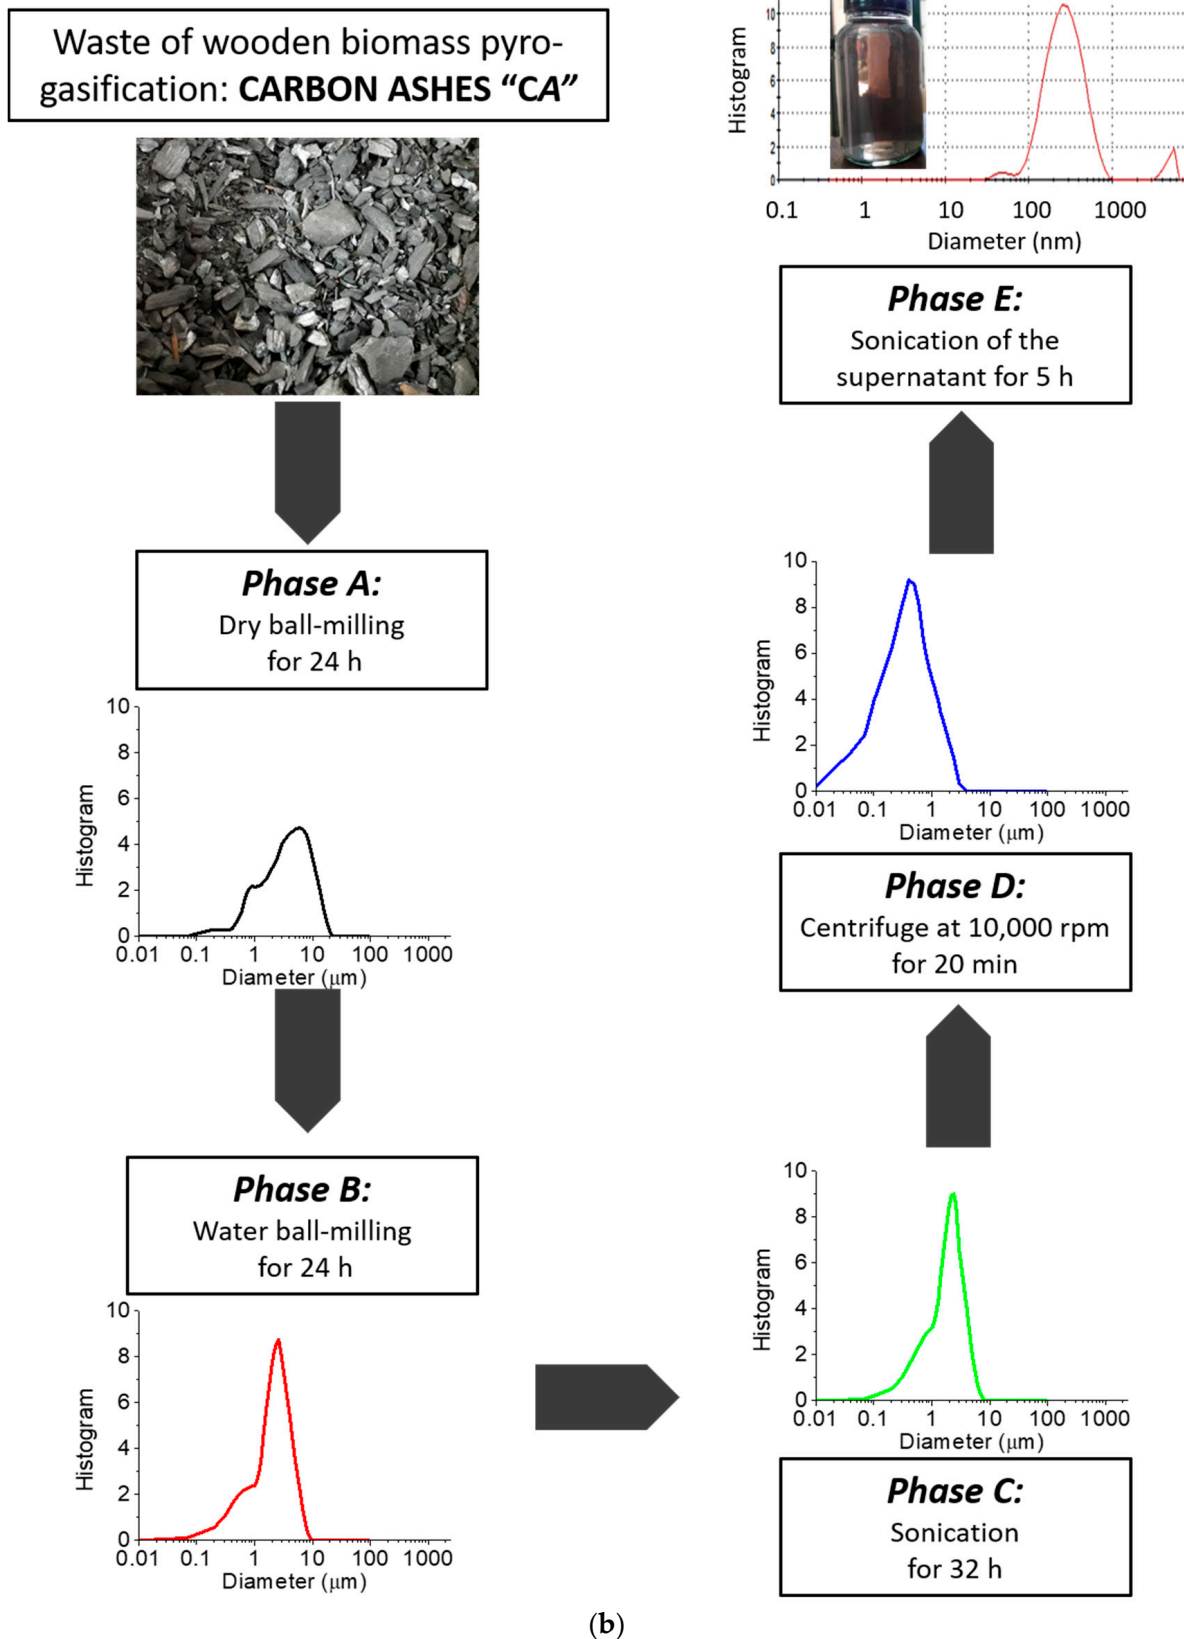 Waste of wooden biomass pyro-
gasification: CARBON ASHES “CA”
Phase A:
Dry ball-milling
for 24 h
10
8
6
4
2
0
Histogram
0.01 0.1 1 10 100 1000
Diameter (μm)
Phase B:
Water ball-milling
for 24 h
10
8
6
4
2
0
Histogram
0.01 0.1 1 10 100 1000
Diameter (μm)
10
8
6
4
2
0
Histogram
0.01 0.1 1 10 100 1000
Diameter (μm)
Phase C:
Sonication
for 32 h
10
8
6
4
2
0
Histogram
0.01 0.1 1 10 100 1000
Diameter (μm)
Phase D:
Centrifuge at 10,000 rpm
for 20 min
10
8
6
4
2
0
Histogram
0.1 1 10 100 1000
Diameter (nm)
Phase E:
Sonication of the
supernatant for 5 h
(b)